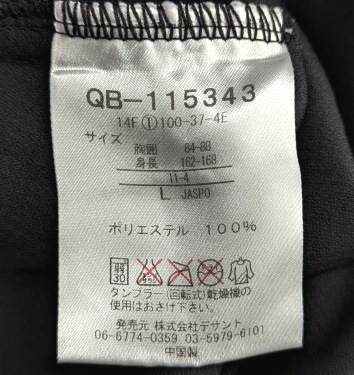 QB-115343
14F①100-37-4E
サイズ
胸囲 84-88
身長 162-168
11-4
L JASPO
ポリエステル 100%
弱
30
タンブラー(回転式)乾燥機の
使用はおさけ下さい。
発売元 株式会社デサント
06-6774-0359 03-5979-6101
中国製